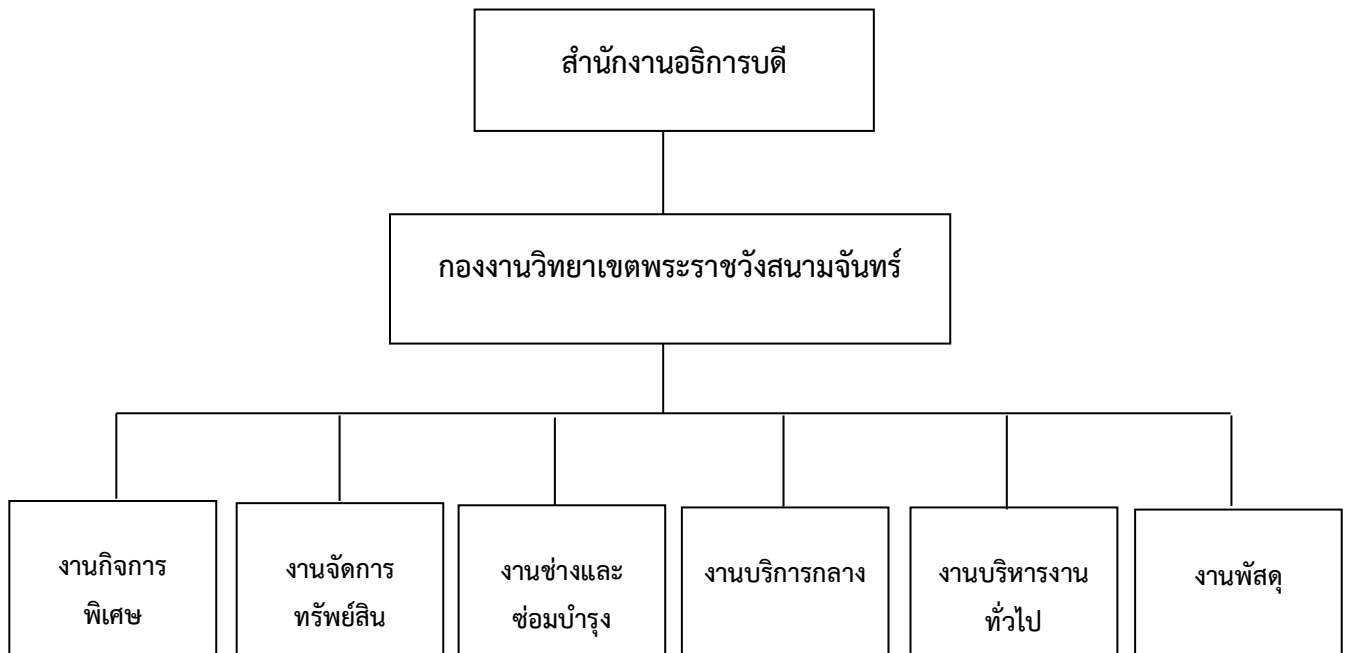 สำนักงานอธิการบดี
กองงานวิทยาเขตพระราชวังสนามจันทร์
งานกิจการ
พิเศษ
งานจัดการ
ทรัพย์สิน
งานช่างและ
ซ่อมบำรุง
งานบริการกลาง
งานบริหารงาน
ทั่วไป
งานพัสดุ